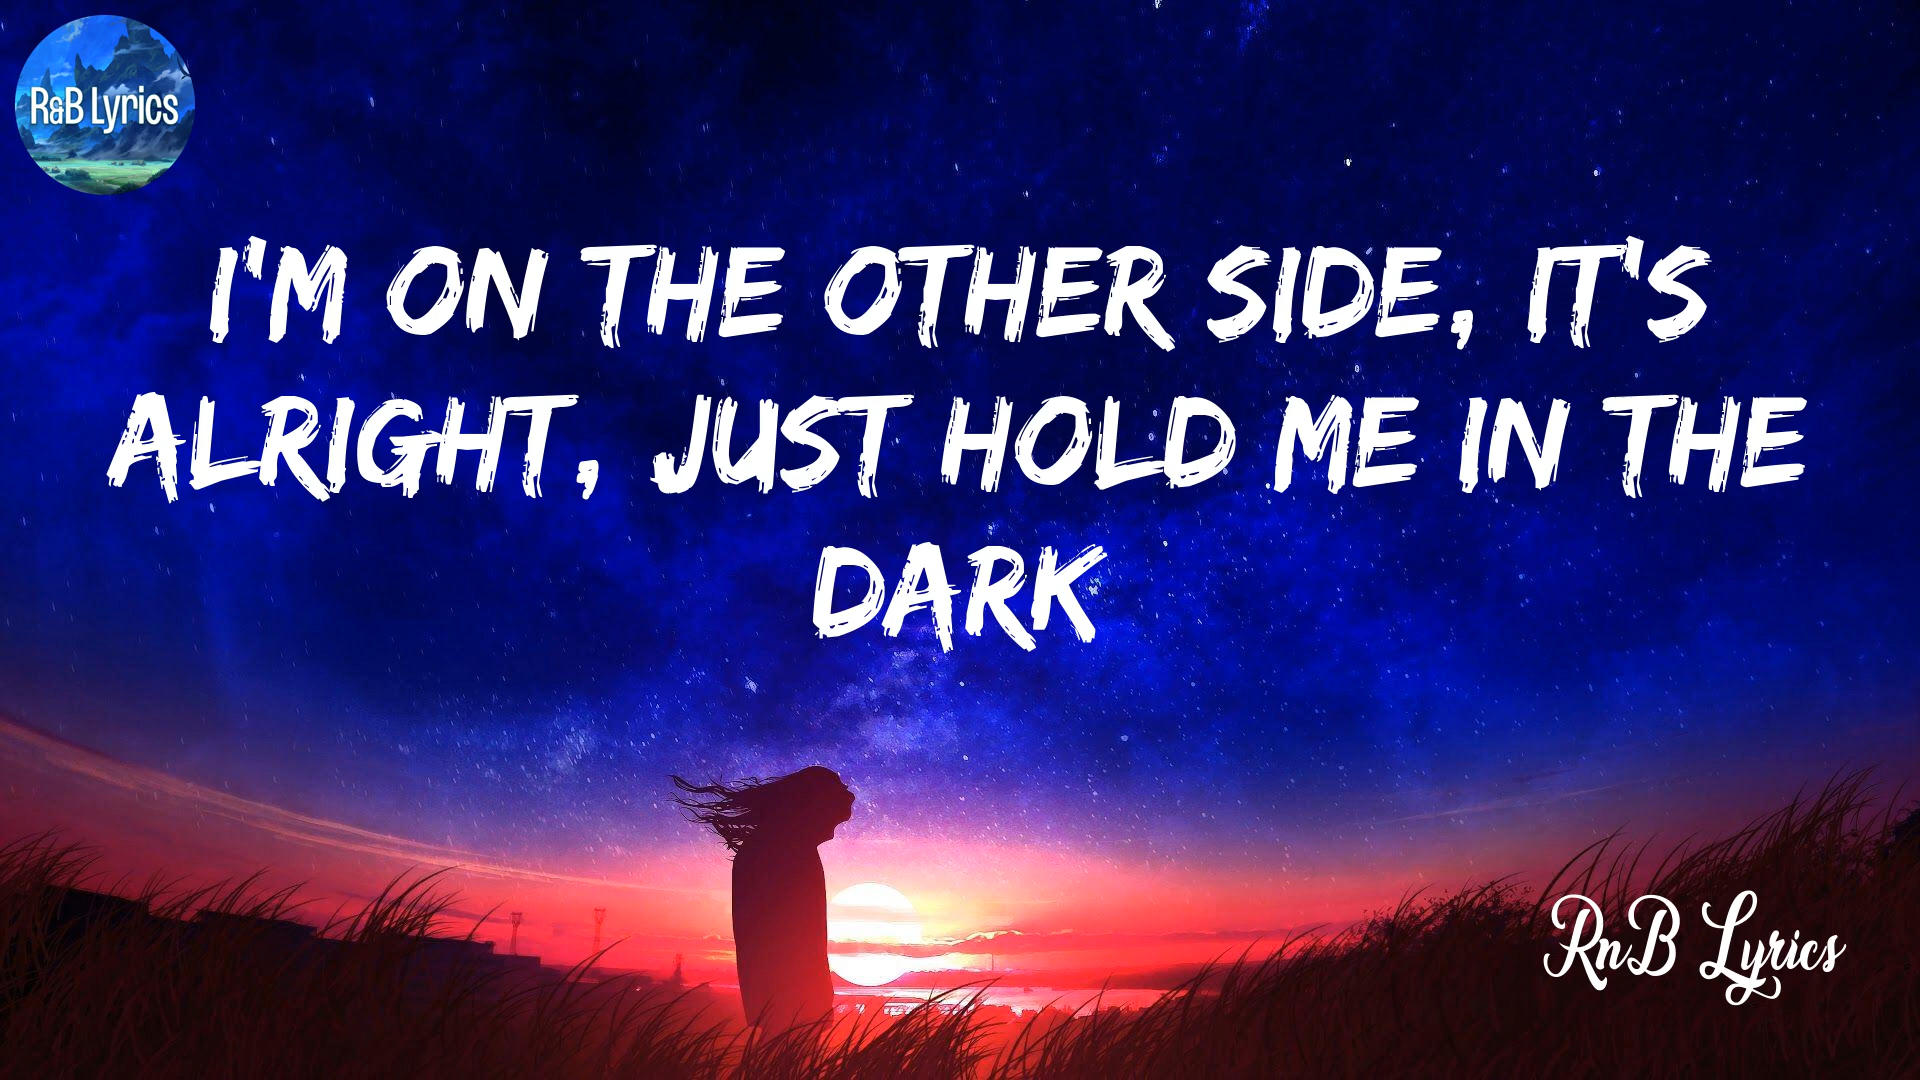 R&B Lyrics
I'M ON THE OTHER SIDE, IT'S
ALRIGHT, JUST HOLD ME IN THE
DARK
RnB Lyrics